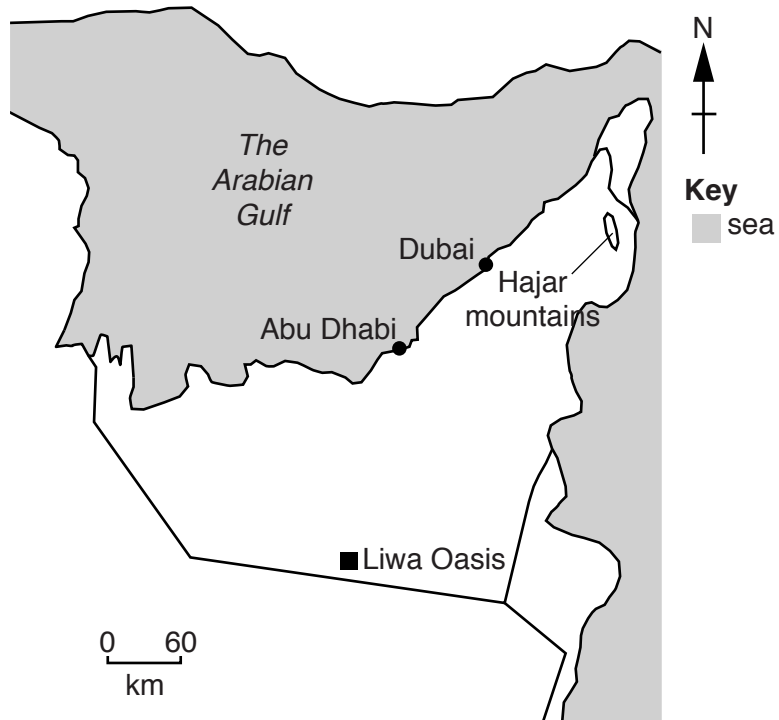 N
The
Arabian
Gulf
Key
sea
Dubai
Hajar
mountains
Abu Dhabi
Liwa Oasis
0 60
km